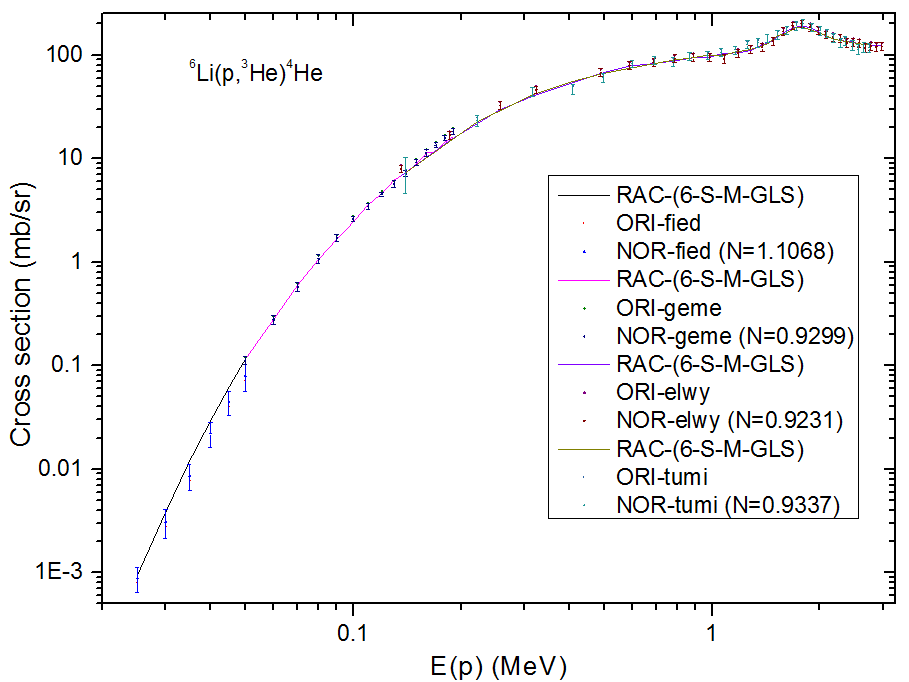 ⁶Li(p,³He)⁴He
Cross section (mb/sr)
100
10
1
0.1
0.01
1E-3
RAC-(6-S-M-GLS)
ORI-fied
NOR-fied (N=1.1068)
RAC-(6-S-M-GLS)
ORI-geme
NOR-geme (N=0.9299)
RAC-(6-S-M-GLS)
ORI-elwy
NOR-elwy (N=0.9231)
RAC-(6-S-M-GLS)
ORI-tumi
NOR-tumi (N=0.9337)
0.1
1
E(p) (MeV)